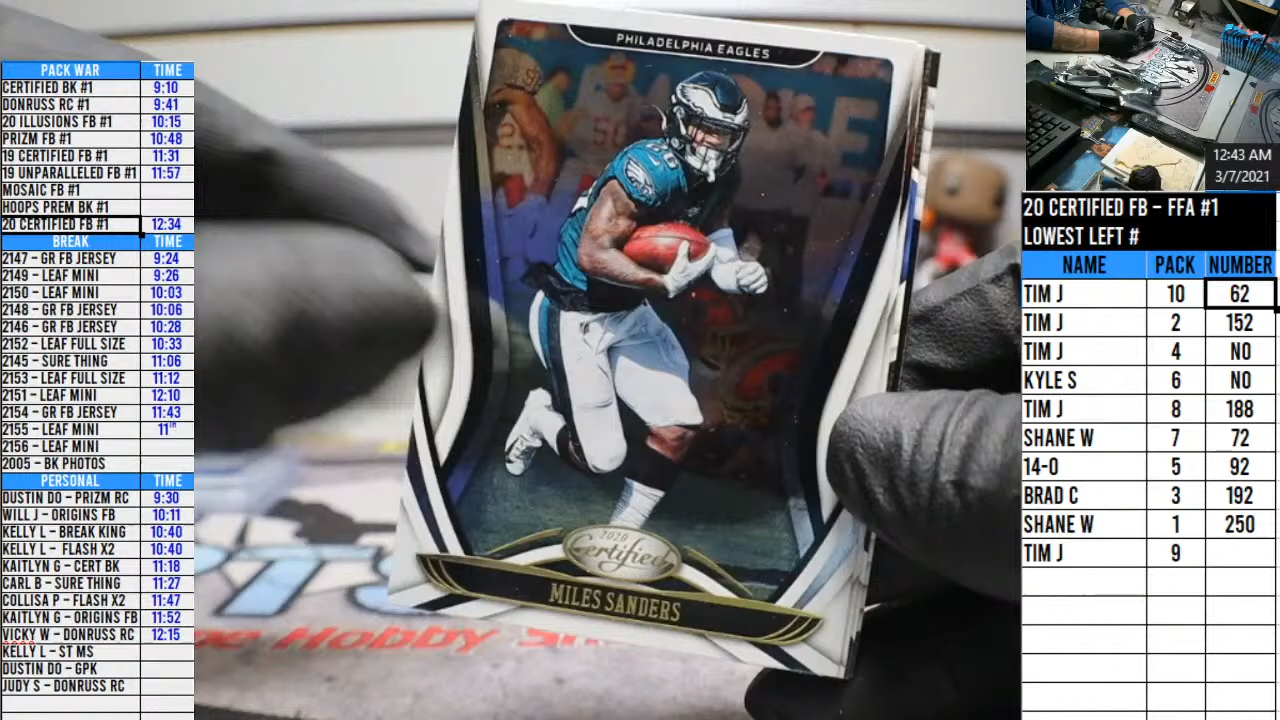 PACK WAR TIME
CERTIFIED BK #1 9:10
DONRUSS RC #1 9:41
20 ILLUSIONS FB #1 10:15
PRIZM FB #1 10:48
19 CERTIFIED FB #1 11:31
19 UNPARALLELED FB #1 11:57
MOSAIC FB #1
HOOPS PREM BK #1
20 CERTIFIED FB #1 12:34
BREAK TIME
2147 - GR FB JERSEY 9:24
2149 - LEAF MINI 9:26
2150 - LEAF MINI 10:03
2148 - GR FB JERSEY 10:06
2146 - GR FB JERSEY 10:28
2152 - LEAF FULL SIZE 10:33
2145 - SURE THING 11:06
2153 - LEAF FULL SIZE 11:12
2151 - LEAF MINI 12:10
2154 - GR FB JERSEY 11:43
2155 - LEAF MINI 11TH
2156 - LEAF MINI
2005 - BK PHOTOS
PERSONAL TIME
DUSTIN DO - PRIZM RC 9:30
WILL J - ORIGINS FB 10:11
KELLY L - BREAK KING 10:40
KELLY L - FLASH X2 10:40
KAITLYN G - CERT BK 11:18
CARL B - SURE THING 11:27
COLLISA P - FLASH X2 11:47
KAITLYN G - ORIGINS FB 11:52
VICKY W - DONRUSS RC 12:15
KELLY L - ST MS
DUSTIN DO - GPK
JUDY S - DONRUSS RC
PHILADELPHIA EAGLES
2020
Certified
MILES SANDERS
Hobby
12:43 AM
3/7/2021
20 CERTIFIED FB - FFA #1
LOWEST LEFT #
NAME PACK NUMBER
TIM J 10 62
TIM J 2 152
TIM J 4 NO
KYLE S 6 NO
TIM J 8 188
SHANE W 7 72
14-0 5 92
BRAD C 3 192
SHANE W 1 250
TIM J 9